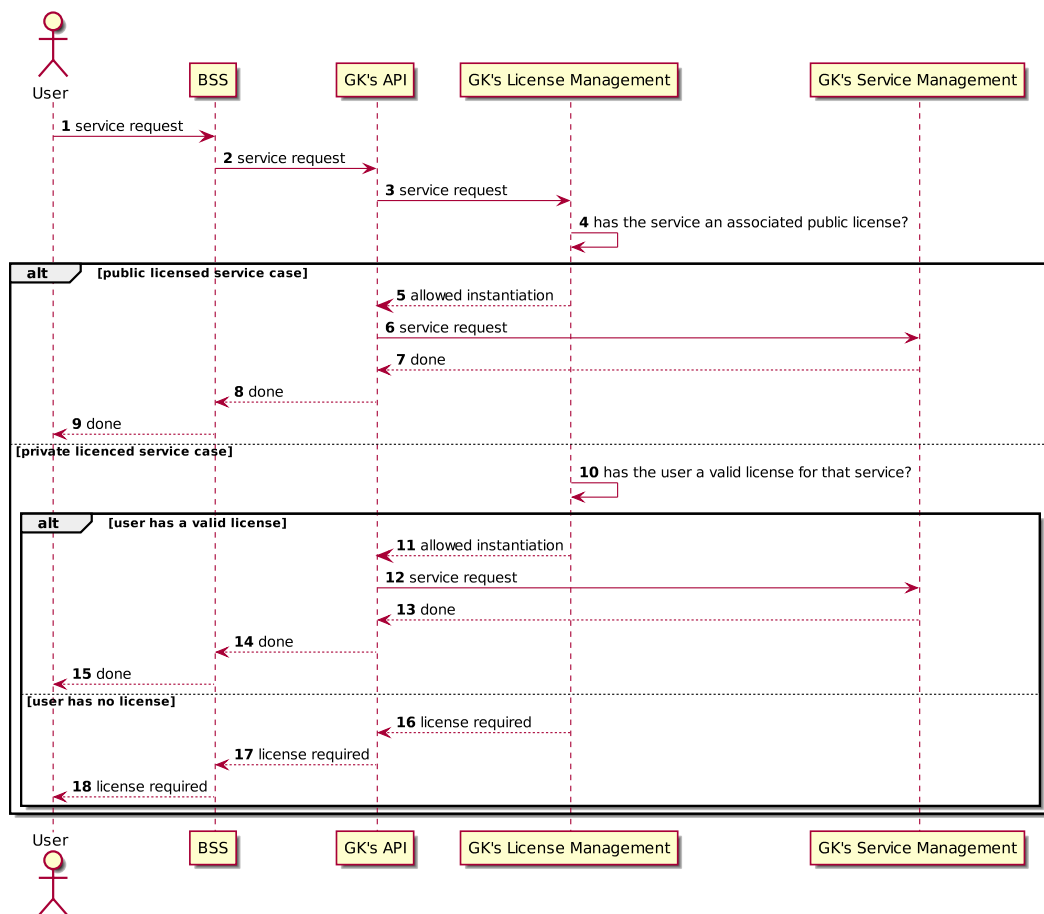 User
BSS
GK's API
GK's License Management
GK's Service Management
1 service request
2 service request
3 service request
4 has the service an associated public license?
alt [public licensed service case]
5 allowed instantiation
6 service request
7 done
8 done
9 done
[private licenced service case]
10 has the user a valid license for that service?
alt [user has a valid license]
11 allowed instantiation
12 service request
13 done
14 done
15 done
[user has no license]
16 license required
17 license required
18 license required
User
BSS
GK's API
GK's License Management
GK's Service Management